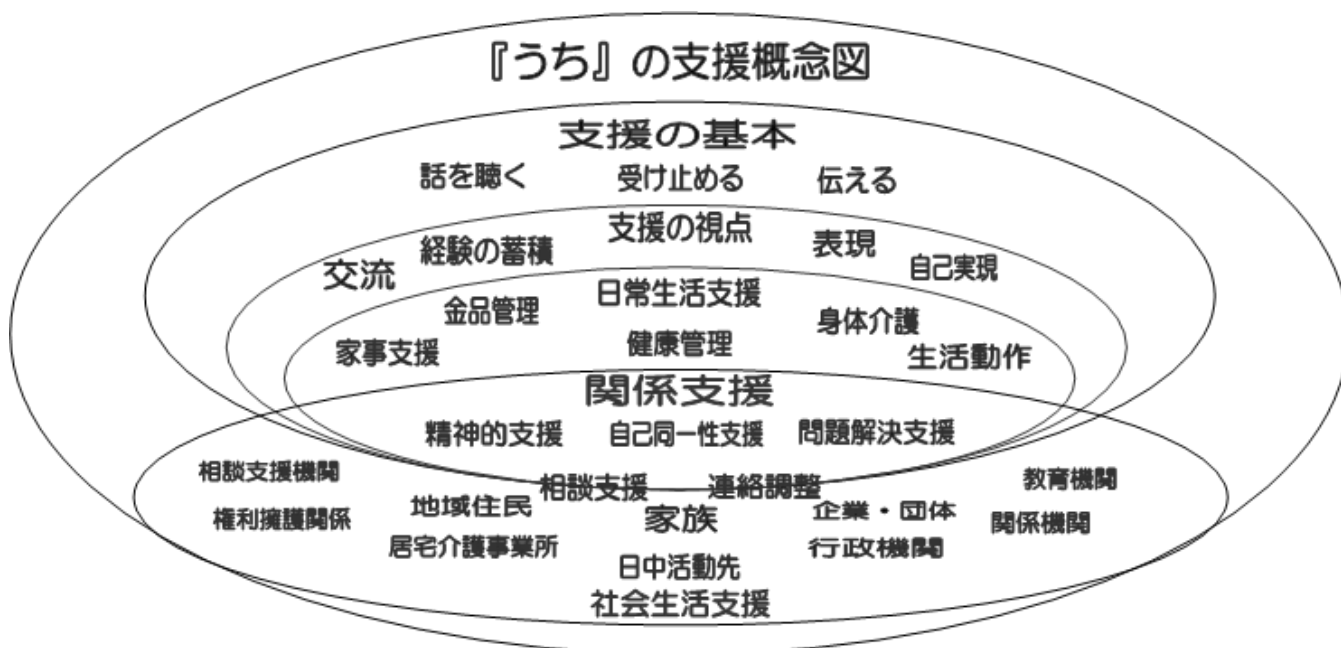 『うち』の支援概念図
支援の基本
話を聴く 受け止める 伝える
支援の視点
交流 経験の蓄積 表現 自己実現
日常生活支援
家事支援 金品管理 健康管理 身体介護 生活動作
関係支援
精神的支援 自己同一性支援 問題解決支援
相談支援 連絡調整
相談支援機関 教育機関
地域住民 家族 企業・団体
権利擁護関係 関係機関
居宅介護事業所 行政機関
日中活動先
社会生活支援